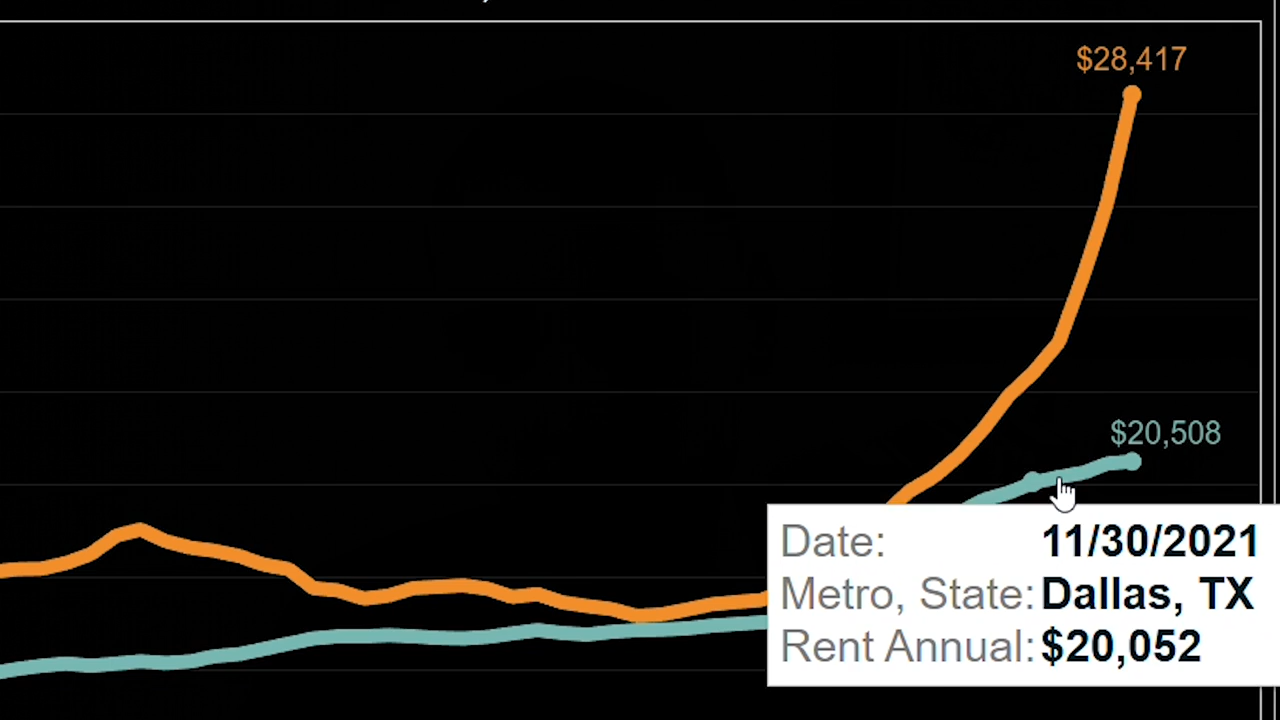 $28,417
$20,508
Date: 11/30/2021
Metro, State: Dallas, TX
Rent Annual: $20,052